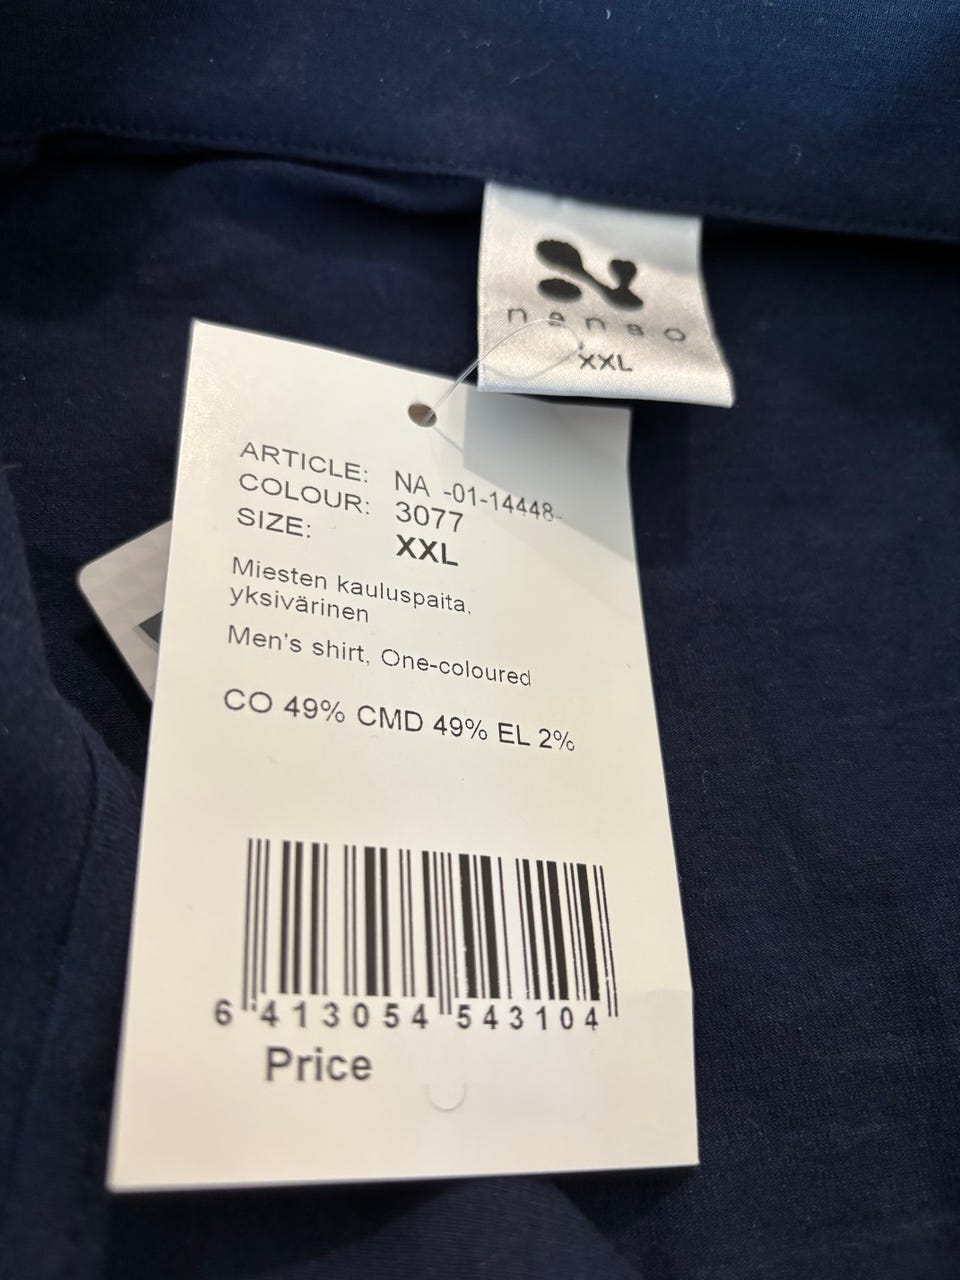 nanso
XXL
ARTICLE: NA -01-14448-
COLOUR: 3077
SIZE: XXL
Miesten kauluspaita,
yksivärinen
Men's shirt, One-coloured
CO 49% CMD 49% EL 2%
6 413054 543104
Price